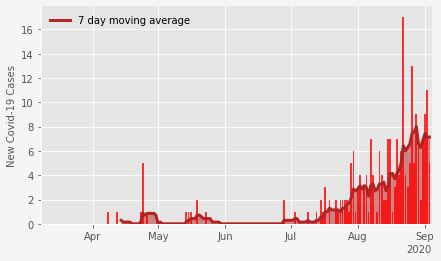 7 day moving average
New Covid-19 Cases
16
14
12
10
8
6
4
2
0
Apr
May
Jun
Jul
Aug
Sep
2020